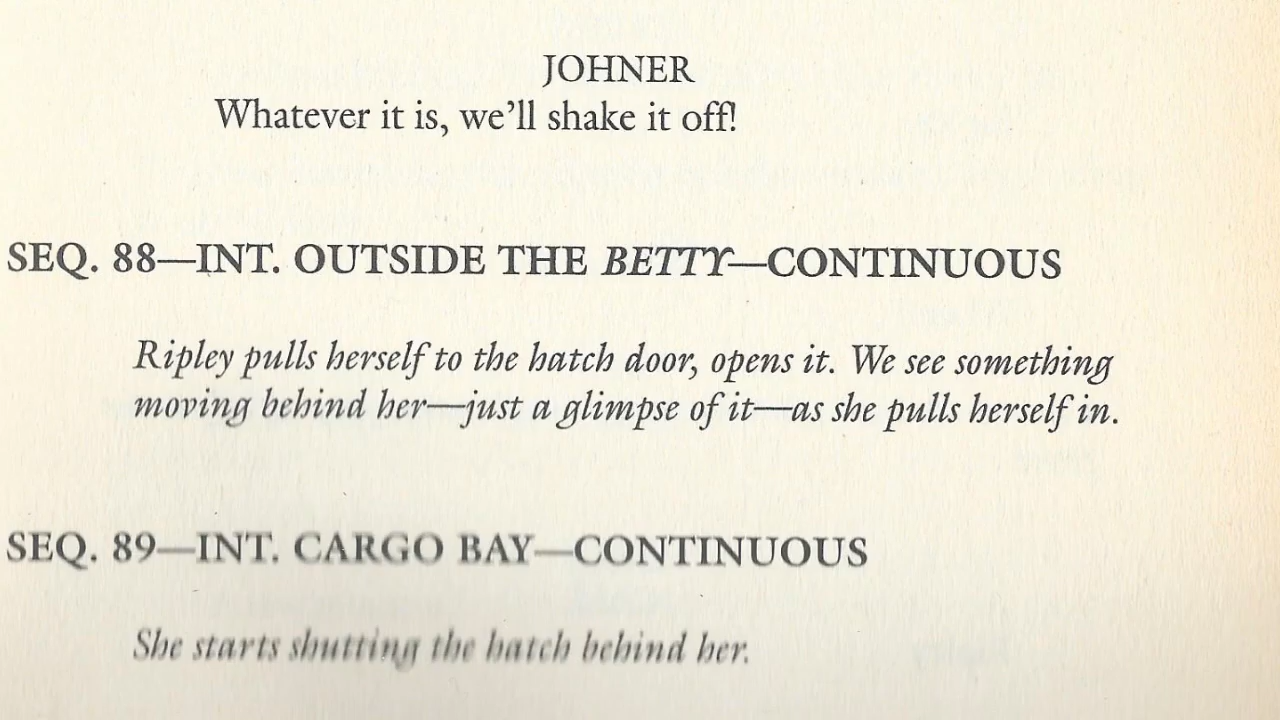 JOHNER
Whatever it is, we'll shake it off!
SEQ. 88—INT. OUTSIDE THE BETTY—CONTINUOUS
Ripley pulls herself to the hatch door, opens it. We see something
moving behind her—just a glimpse of it—as she pulls herself in.
SEQ. 89—INT. CARGO BAY—CONTINUOUS
She starts shutting the hatch behind her.